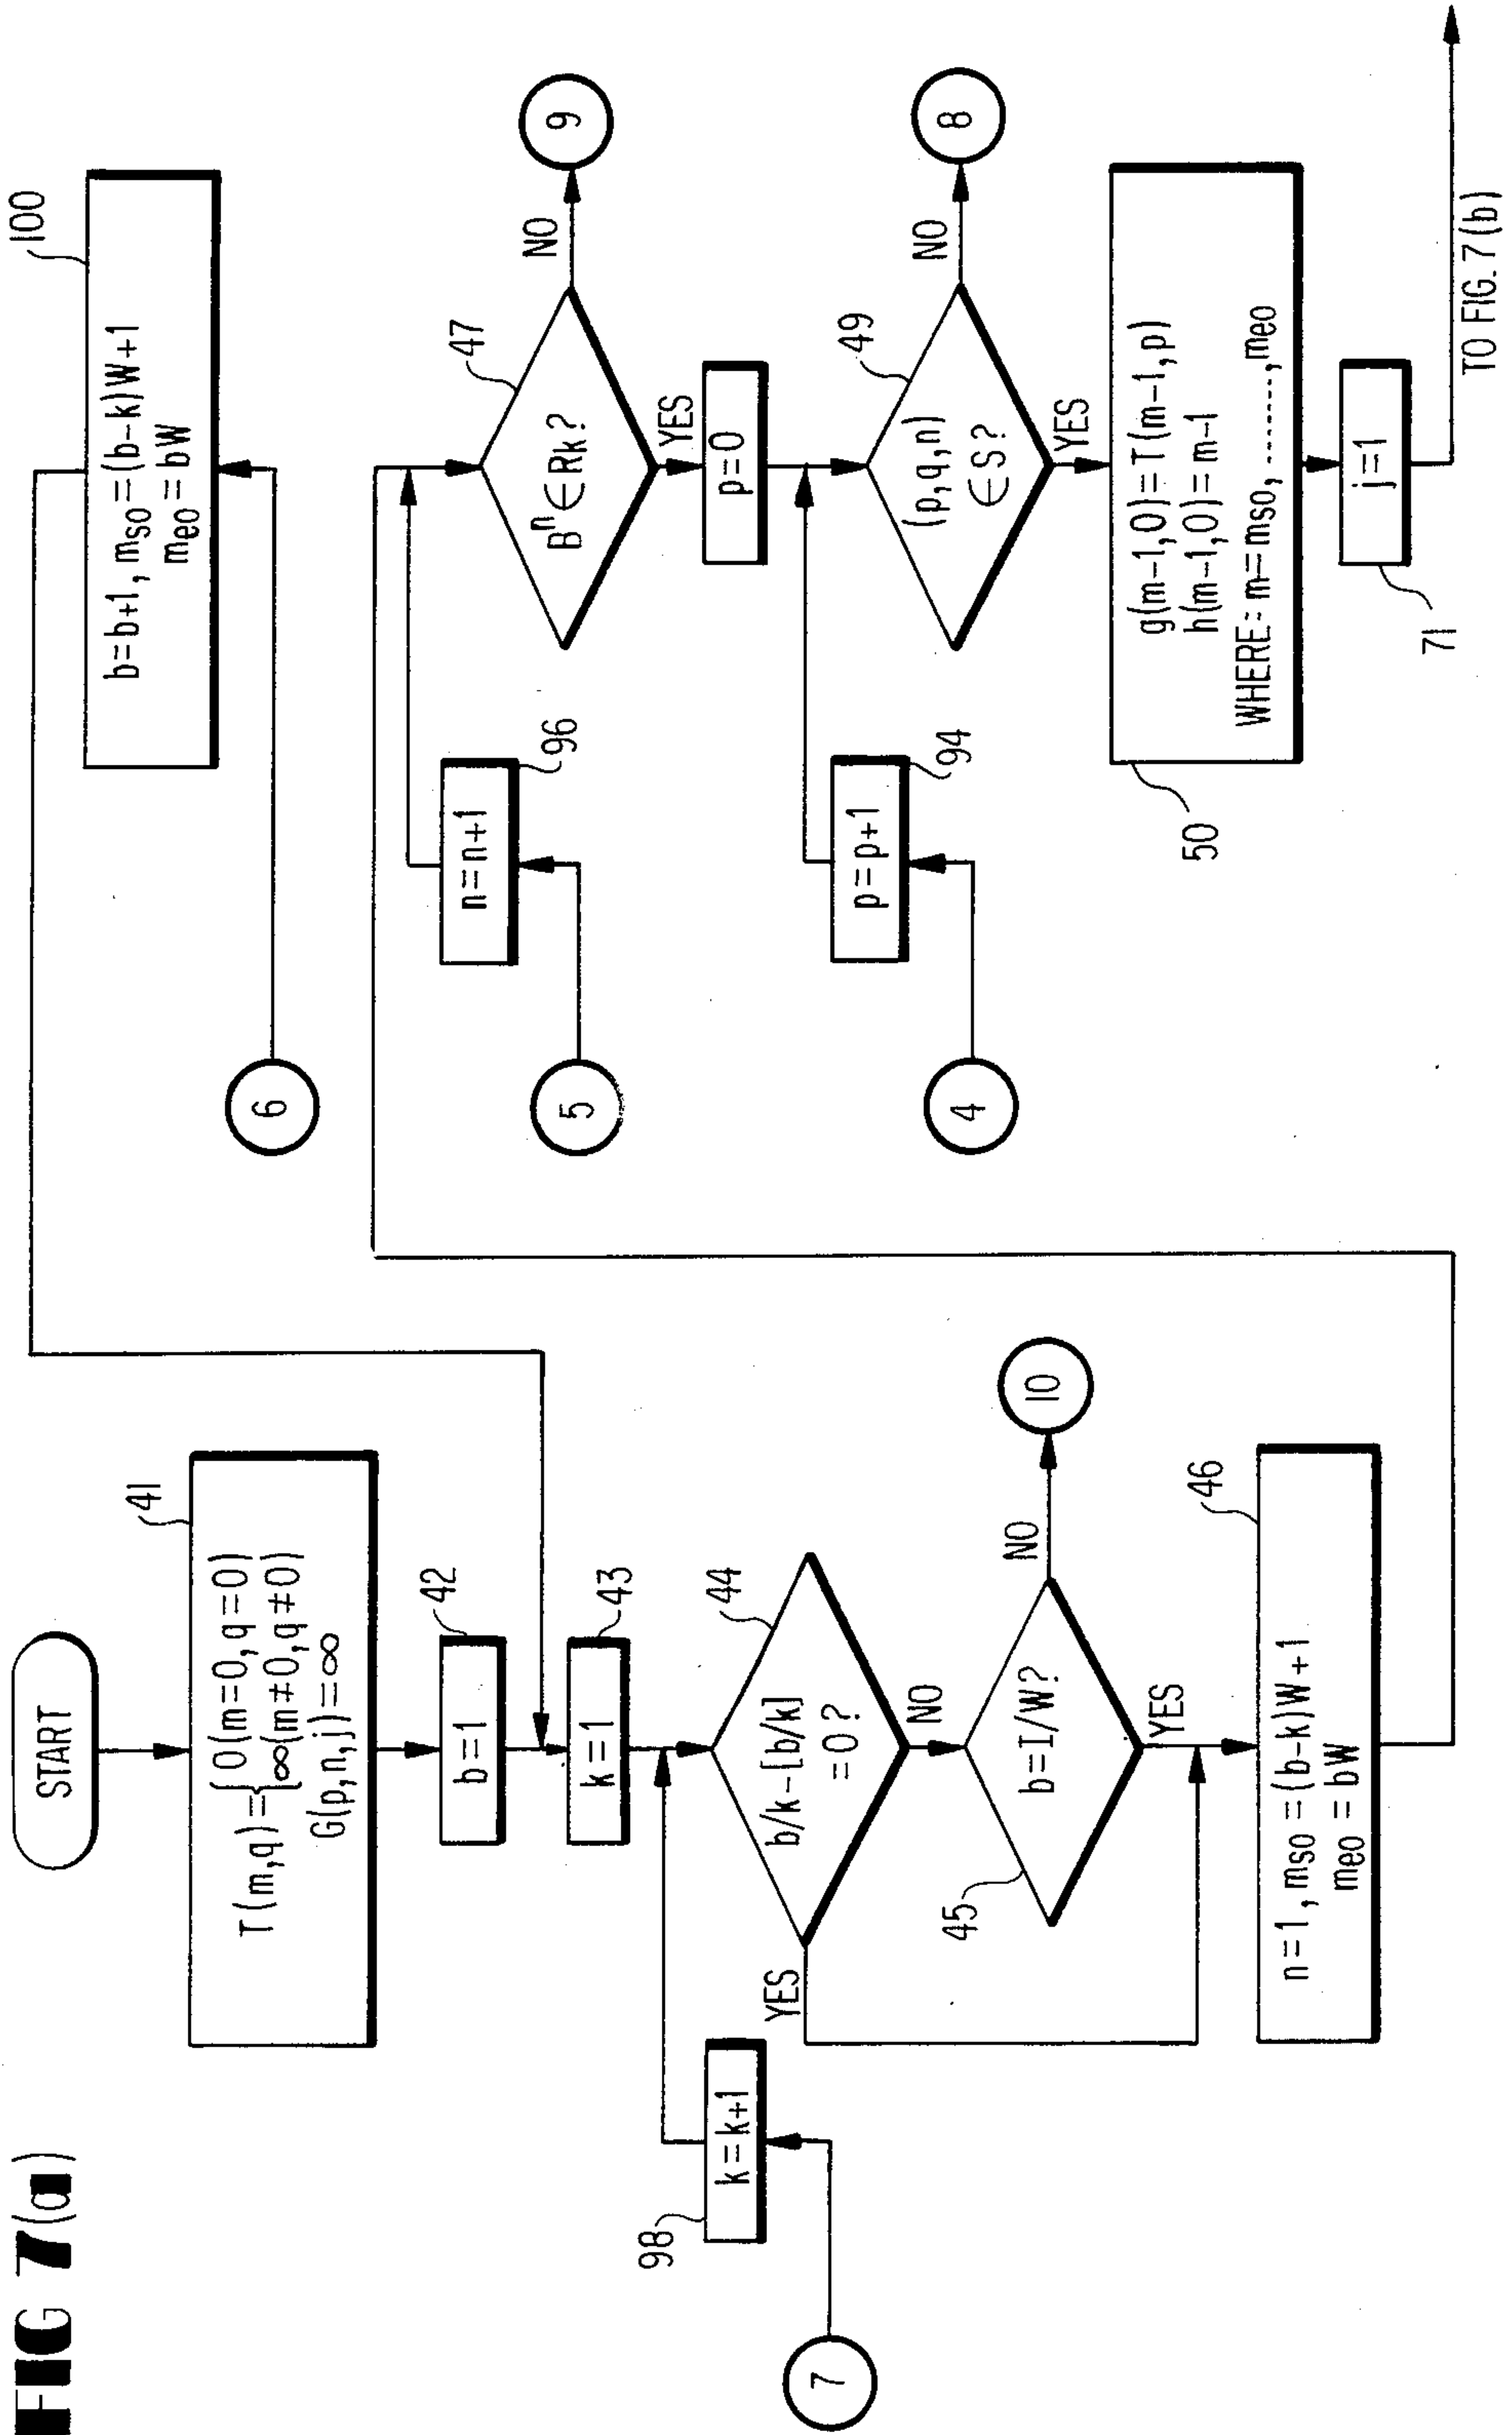 FIG 7(a)
START
41
T(m,q)={0(m=0,q=0)
∞(m≠0,q≠0)
G(p,n,j)=∞
42
b=1
43
k=1
98
k=k+1
7
44
b/k-[b/k]
=0?
YES
NO
45
b=I/W?
NO
10
YES
46
n=1, mso=(b-k)W+1
meo=bW
100
b=b+1, mso=(b-k)W+1
meo=bW
6
47
Bⁿ∈Rk?
NO
9
YES
96
n=n+1
5
p=0
49
(p,q,n)
∈S?
NO
8
YES
94
p=p+1
4
50
g(m-1,0)=T(m-1,p)
h(m-1,0)=m-1
WHERE: m=mso,........,meo
71
j=1
TO FIG. 7(b)